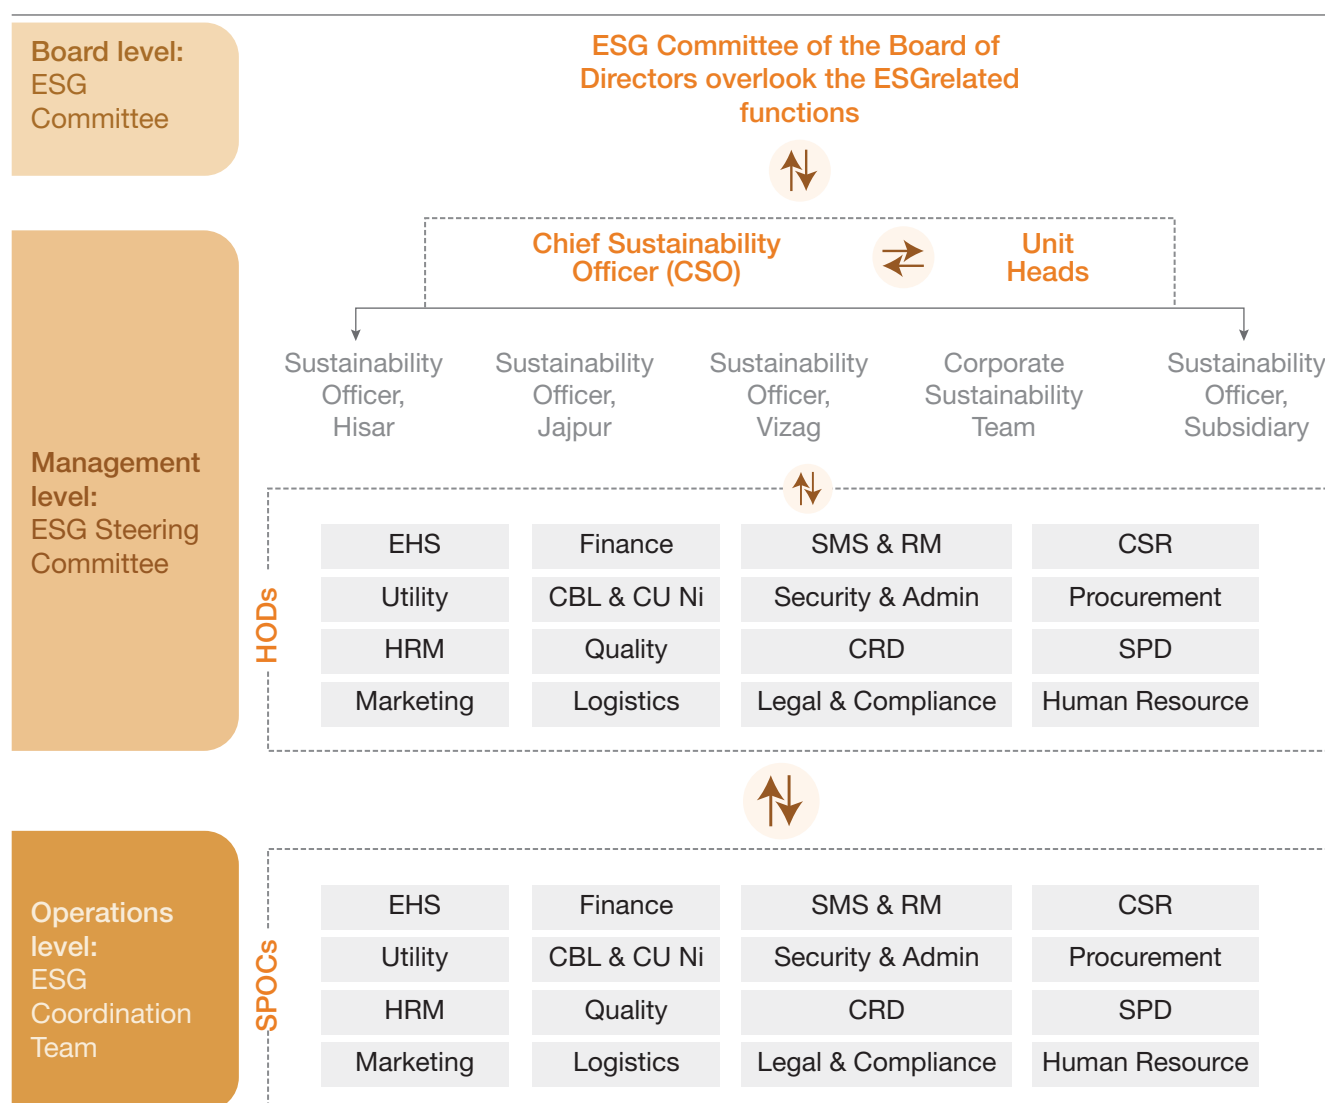 Board level:
ESG
Committee
ESG Committee of the Board of
Directors overlook the ESGrelated
functions
Management
level:
ESG Steering
Committee
Chief Sustainability
Officer (CSO)
Unit
Heads
Sustainability
Officer,
Hisar
Sustainability
Officer,
Jajpur
Sustainability
Officer,
Vizag
Corporate
Sustainability
Team
Sustainability
Officer,
Subsidiary
HODs
EHS
Finance
SMS & RM
CSR
Utility
CBL & CU Ni
Security & Admin
Procurement
HRM
Quality
CRD
SPD
Marketing
Logistics
Legal & Compliance
Human Resource
Operations
level:
ESG
Coordination
Team
SPOCs
EHS
Finance
SMS & RM
CSR
Utility
CBL & CU Ni
Security & Admin
Procurement
HRM
Quality
CRD
SPD
Marketing
Logistics
Legal & Compliance
Human Resource